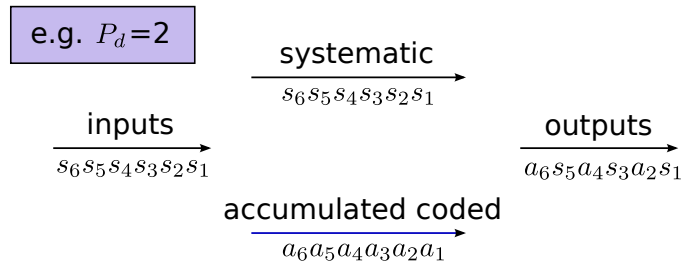 e.g. $P_d$=2
systematic
$s_6s_5s_4s_3s_2s_1$
inputs
$s_6s_5s_4s_3s_2s_1$
outputs
$a_6s_5a_4s_3a_2s_1$
accumulated coded
$a_6a_5a_4a_3a_2a_1$